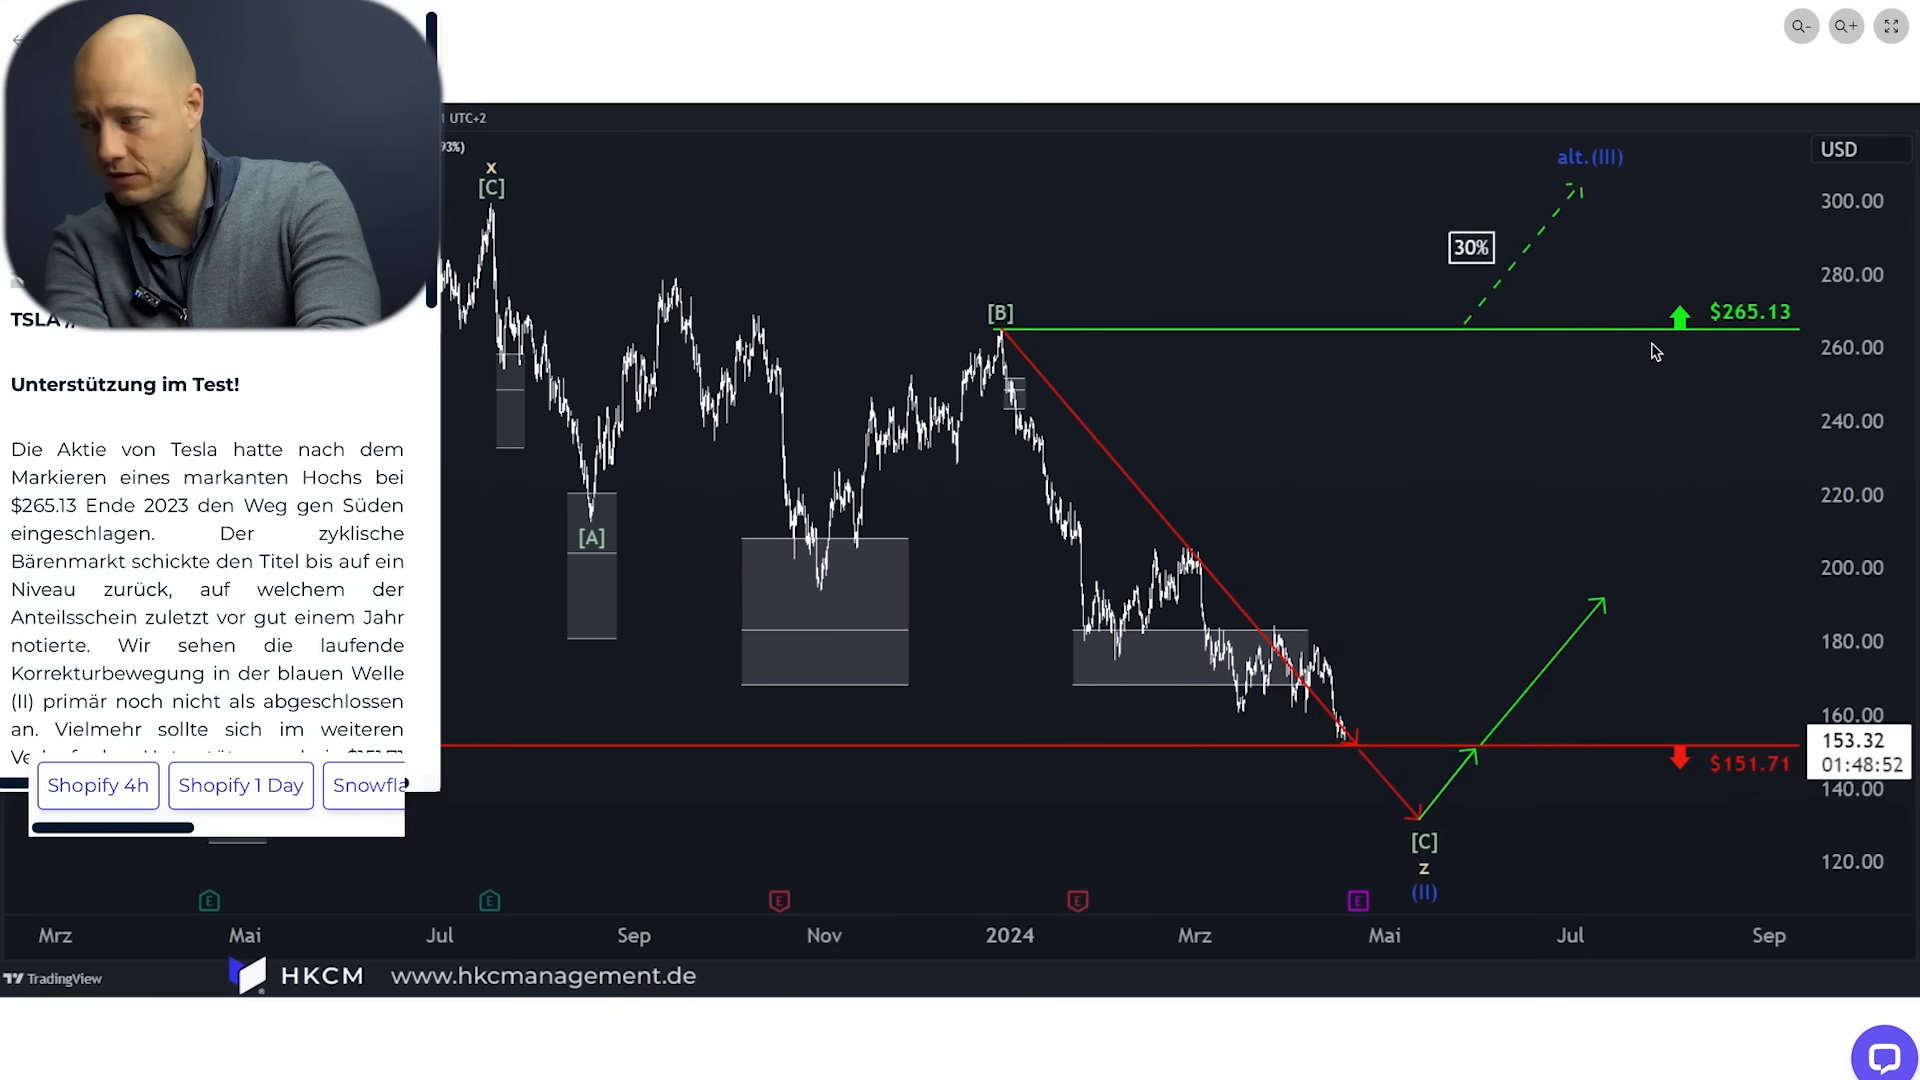 1 UTC+2
93%)
USD
x
[C]
alt.(III)
300.00
30%
280.00
[B]
$265.13
TSLA
260.00
Unterstützung im Test!
240.00
Die Aktie von Tesla hatte nach dem
Markieren eines markanten Hochs bei
$265.13 Ende 2023 den Weg gen Süden
eingeschlagen. Der zyklische
Bärenmarkt schickte den Titel bis auf ein
Niveau zurück, auf welchem der
Anteilsschein zuletzt vor gut einem Jahr
notierte. Wir sehen die laufende
Korrekturbewegung in der blauen Welle
(II) primär noch nicht als abgeschlossen
an. Vielmehr sollte sich im weiteren
220.00
[A]
200.00
180.00
160.00
153.32
01:48:52
$151.71
140.00
Shopify 4h
Shopify 1 Day
Snowfla
[C]
z
(II)
120.00
E
E
E
E
E
Mrz
Mai
Jul
Sep
Nov
2024
Mrz
Mai
Jul
Sep
TradingView
HKCM
www.hkcmanagement.de